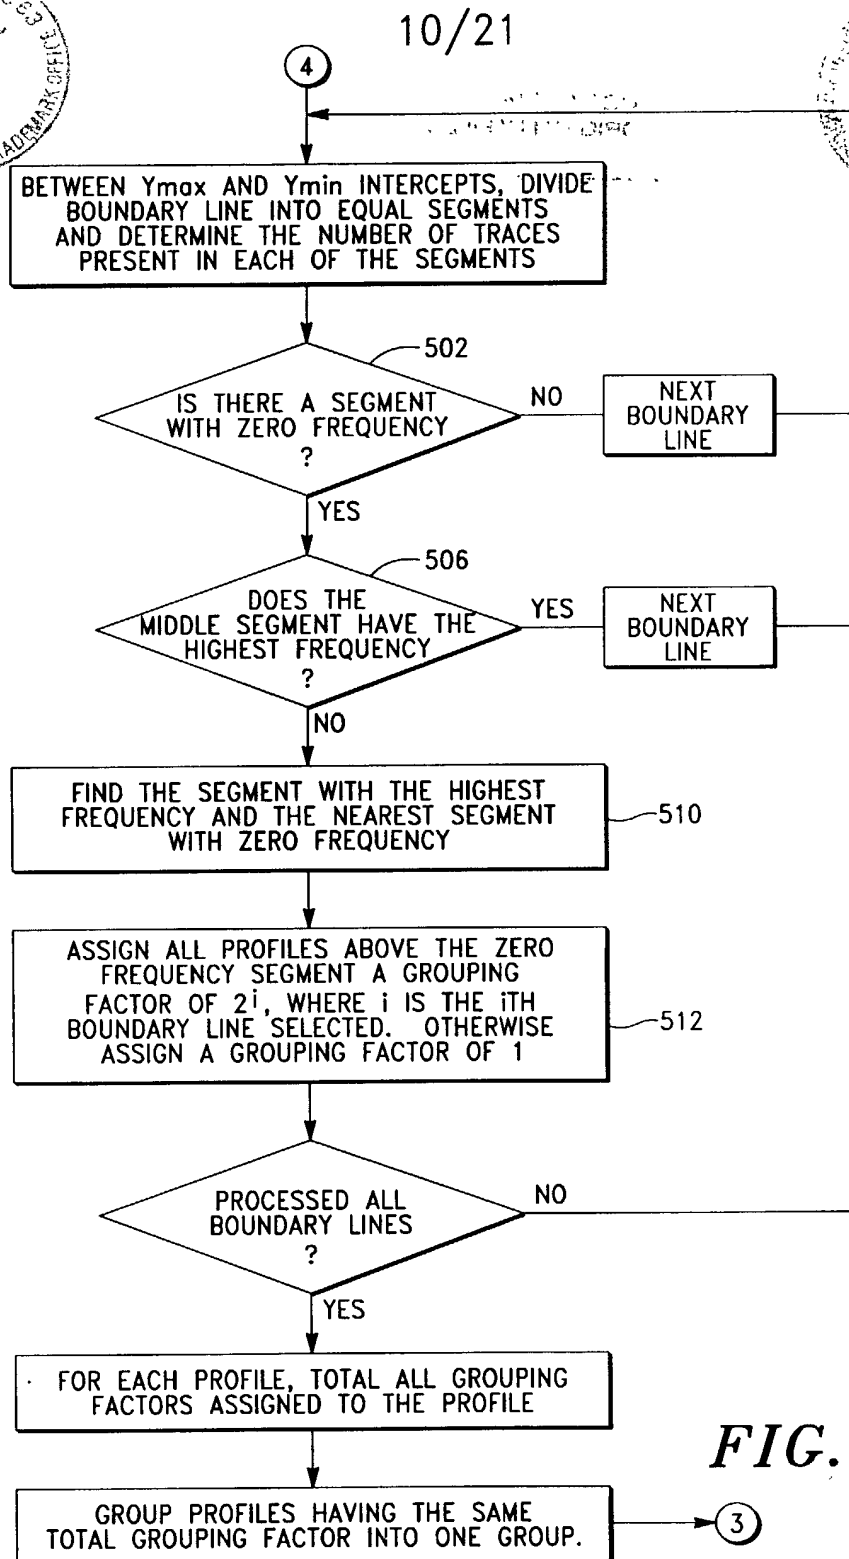 10/21
4
BETWEEN Ymax AND Ymin INTERCEPTS, DIVIDE
BOUNDARY LINE INTO EQUAL SEGMENTS
AND DETERMINE THE NUMBER OF TRACES
PRESENT IN EACH OF THE SEGMENTS
502
IS THERE A SEGMENT
WITH ZERO FREQUENCY
?
NO
NEXT
BOUNDARY
LINE
YES
506
DOES THE
MIDDLE SEGMENT HAVE THE
HIGHEST FREQUENCY
?
YES
NEXT
BOUNDARY
LINE
NO
FIND THE SEGMENT WITH THE HIGHEST
FREQUENCY AND THE NEAREST SEGMENT
WITH ZERO FREQUENCY
510
ASSIGN ALL PROFILES ABOVE THE ZERO
FREQUENCY SEGMENT A GROUPING
FACTOR OF 2^i, WHERE i IS THE iTH
BOUNDARY LINE SELECTED. OTHERWISE
ASSIGN A GROUPING FACTOR OF 1
512
PROCESSED ALL
BOUNDARY LINES
?
NO
YES
FOR EACH PROFILE, TOTAL ALL GROUPING
FACTORS ASSIGNED TO THE PROFILE
FIG.
GROUP PROFILES HAVING THE SAME
TOTAL GROUPING FACTOR INTO ONE GROUP.
3